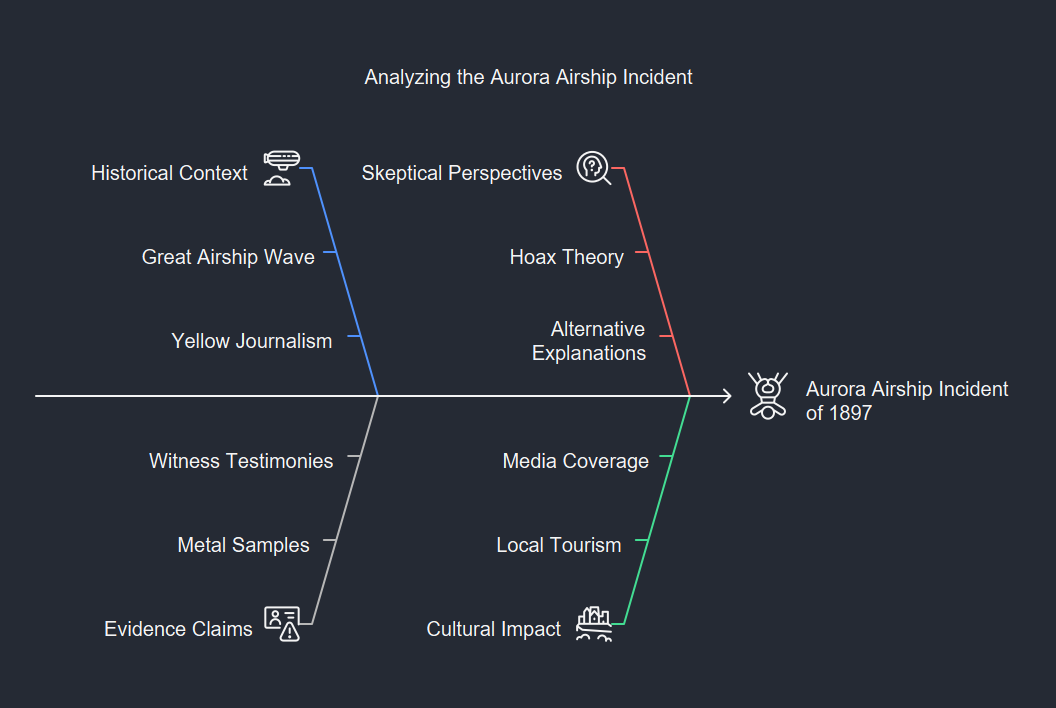 Analyzing the Aurora Airship Incident
Historical Context
Great Airship Wave
Yellow Journalism
Skeptical Perspectives
Hoax Theory
Alternative
Explanations
Aurora Airship Incident
of 1897
Witness Testimonies
Metal Samples
Evidence Claims
Media Coverage
Local Tourism
Cultural Impact